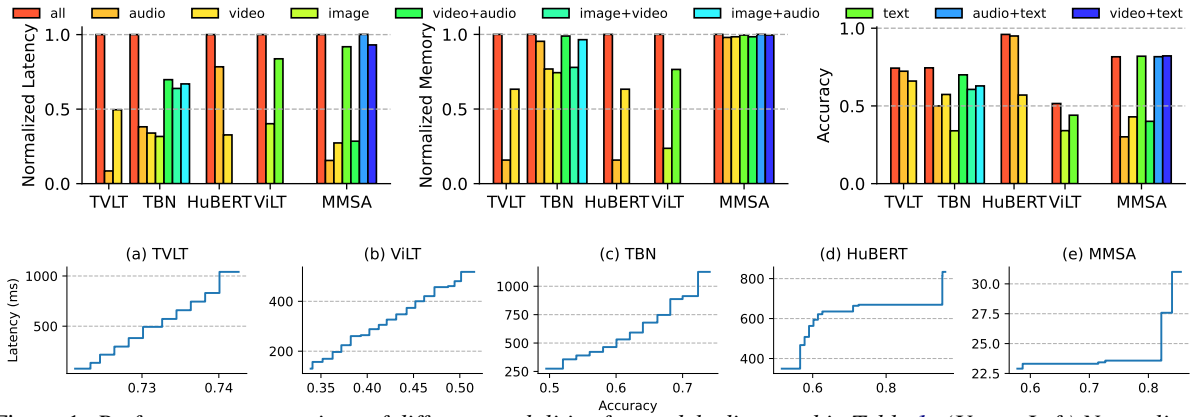 all audio video image video+audio image+video image+audio text audio+text video+text
Normalized Latency
1.0
0.5
0.0
TVLT TBN HuBERT ViLT MMSA
Normalized Memory
1.0
0.5
0.0
TVLT TBN HuBERT ViLT MMSA
Accuracy
1.0
0.5
0.0
TVLT TBN HuBERT ViLT MMSA
(a) TVLT
Latency (ms)
1000
500
0.73 0.74
(b) ViLT
400
200
0.35 0.40 0.45 0.50
(c) TBN
1000
750
500
250
0.5 0.6 0.7
(d) HuBERT
800
600
400
0.6 0.8
(e) MMSA
30.0
27.5
25.0
22.5
0.6 0.7 0.8
Accuracy